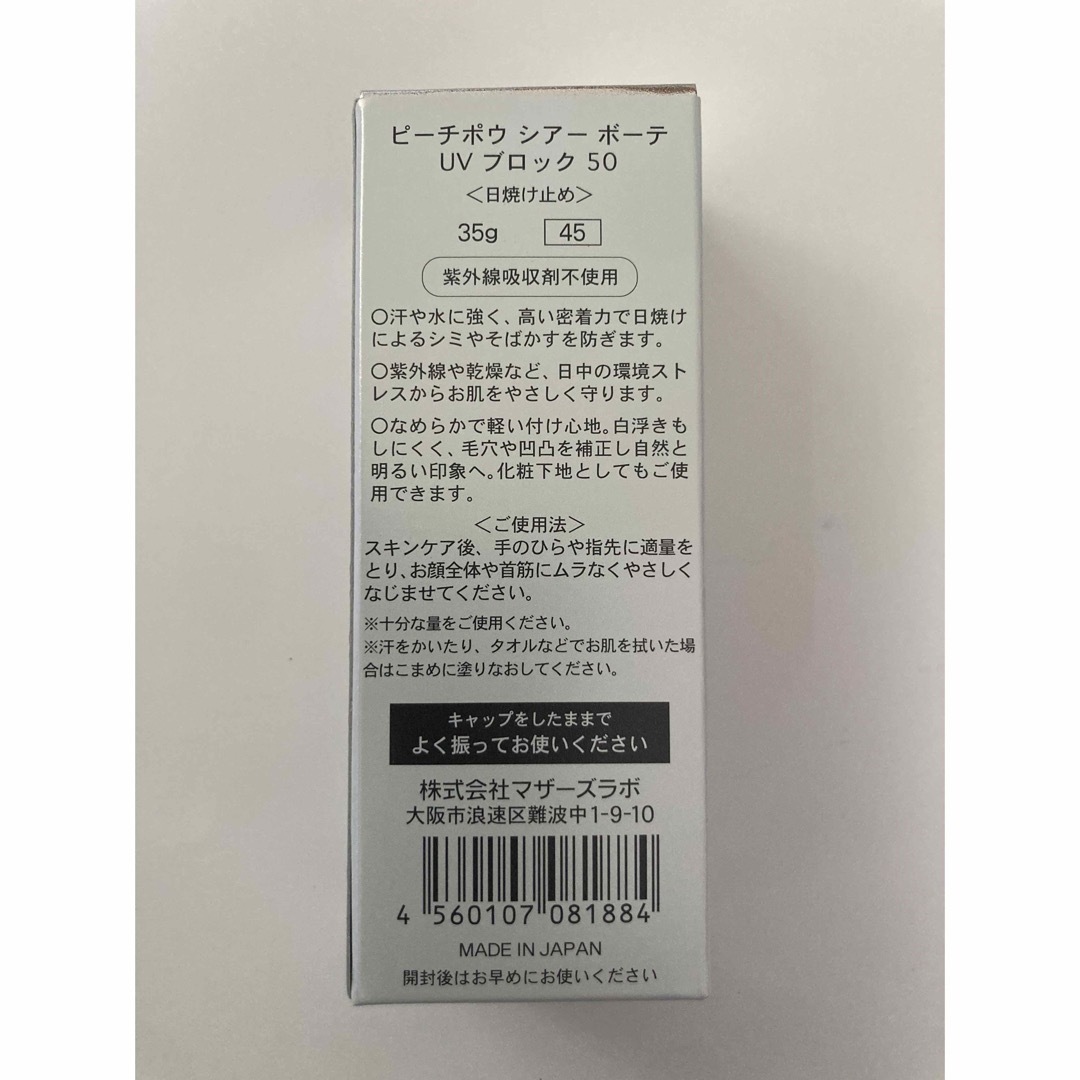 ピーチポウ シアー ボーテ
UV ブロック 50
＜日焼け止め＞
35g 45
紫外線吸収剤不使用
○汗や水に強く、高い密着力で日焼け
によるシミやそばかすを防ぎます。
○紫外線や乾燥など、日中の環境スト
レスからお肌をやさしく守ります。
○なめらかで軽い付け心地。白浮きも
しにくく、毛穴や凹凸を補正し自然と
明るい印象へ。化粧下地としてもご使
用できます。
＜ご使用法＞
スキンケア後、手のひらや指先に適量を
とり、お顔全体や首筋にムラなくやさしく
なじませてください。
※十分な量をご使用ください。
※汗をかいたり、タオルなどでお肌を拭いた場
合はこまめに塗りなおしてください。
キャップをしたままで
よく振ってお使いください
株式会社マザーズラボ
大阪市浪速区難波中1-9-10
4 560107 081884
MADE IN JAPAN
開封後はお早めにお使いください